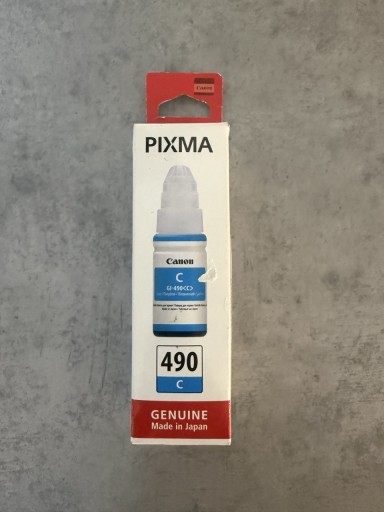 Canon
PIXMA
Canon
C
GI-490<C>
490
C
GENUINE
Made in Japan